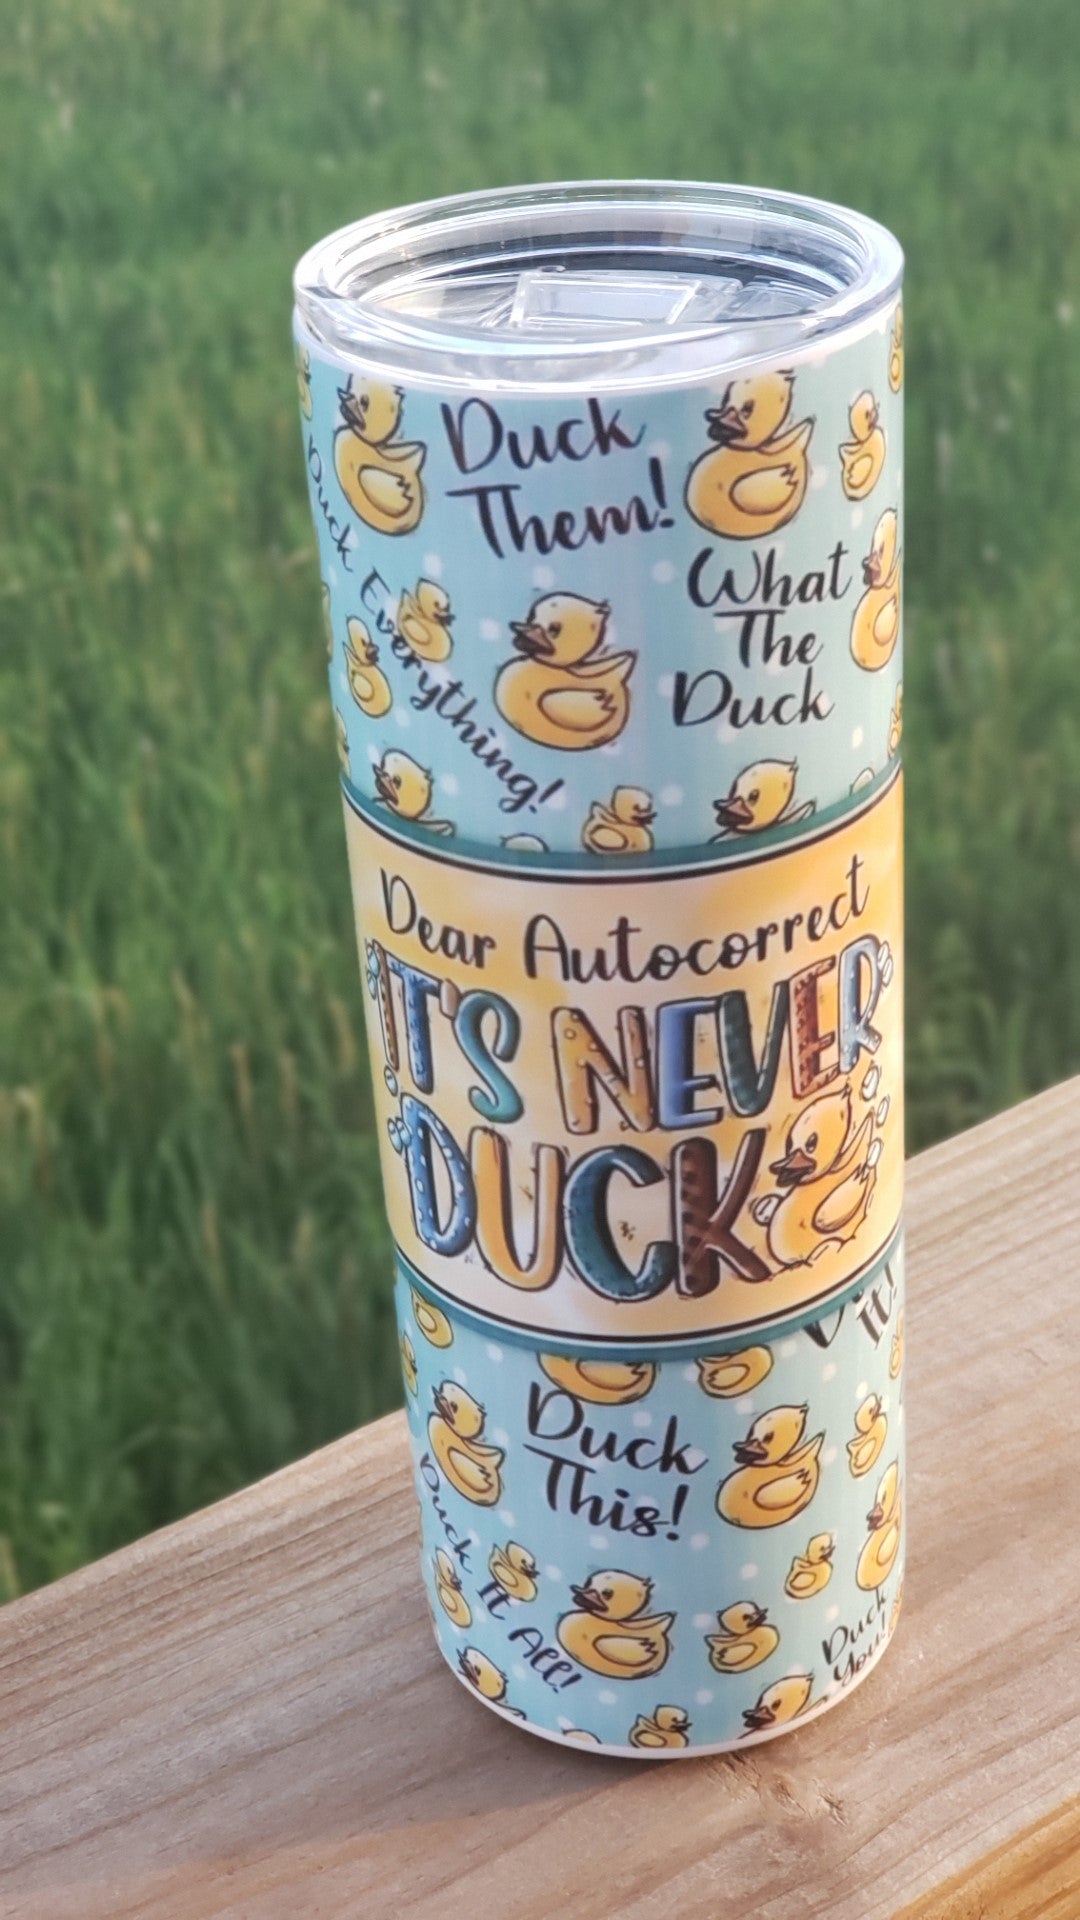 Duck
Them!
Duck Everything!
What
The
Duck
Dear Autocorrect
IT'S NEVER
DUCK
It!
Duck
This!
Duck It All!
Duck
You!